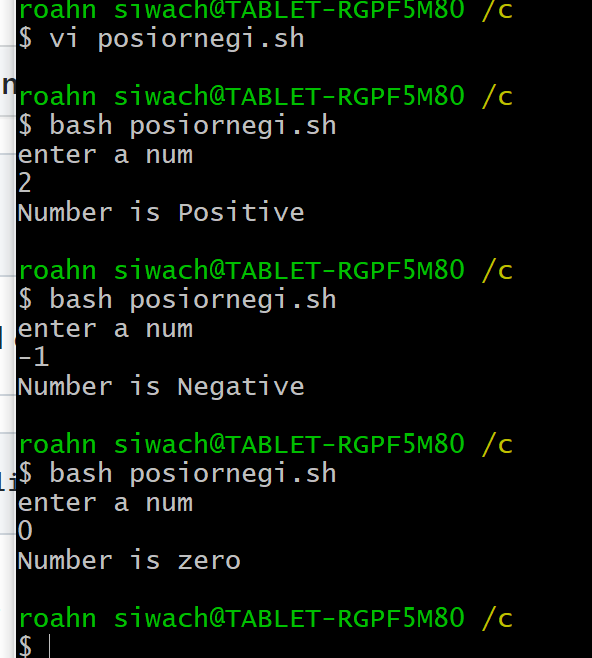 roahn siwach@TABLET-RGPF5M80 /c
$ vi posiornegi.sh
roahn siwach@TABLET-RGPF5M80 /c
$ bash posiornegi.sh
enter a num
2
Number is Positive
roahn siwach@TABLET-RGPF5M80 /c
$ bash posiornegi.sh
enter a num
-1
Number is Negative
roahn siwach@TABLET-RGPF5M80 /c
$ bash posiornegi.sh
enter a num
0
Number is zero
roahn siwach@TABLET-RGPF5M80 /c
$